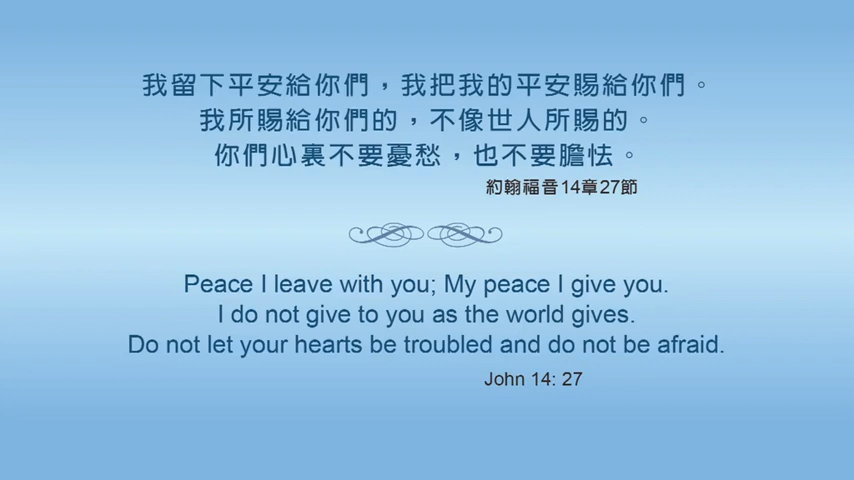 我留下平安給你們，我把我的平安賜給你們。
我所賜給你們的，不像世人所賜的。
你們心裏不要憂愁，也不要膽怯。
約翰福音14章27節
Peace I leave with you; My peace I give you.
I do not give to you as the world gives.
Do not let your hearts be troubled and do not be afraid.
John 14: 27